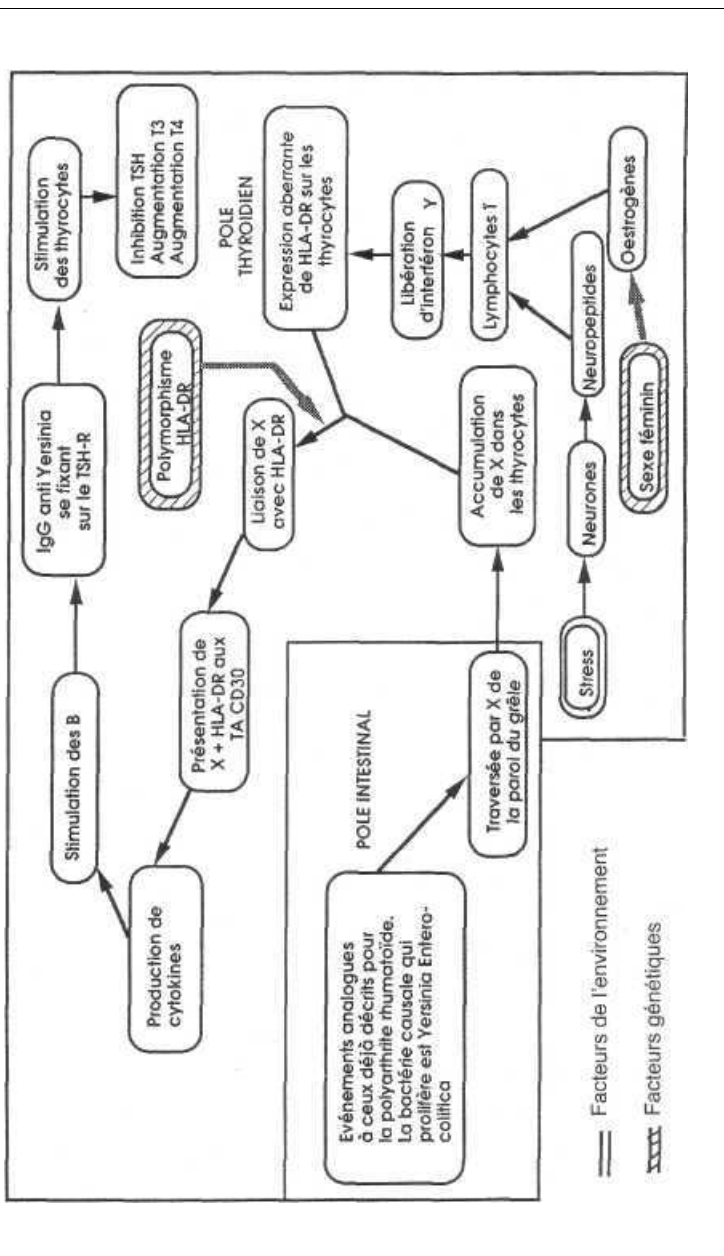 Production de
cytokines
Stimulation des B
IgG anti Yersinia
se fixant
sur le TSH-R
Stimulation
des thyrocytes
Inhibition TSH
Augmentation T3
Augmentation T4
Présentation de
X + HLA-DR aux
TA CD30
Liaison de X
avec HLA-DR
Polymorphisme
HLA-DR
POLE
THYROIDIEN
Expression aberrante
de HLA-DR sur les
thyrocytes
Libération
d'interféron γ
Lymphocytes T
POLE INTESTINAL
Evénements analogues
à ceux déjà décrits pour
la polyarthrite rhumatoïde.
La bactérie causale qui
prolifère est Yersinia Entero-
colitica
Traversée par X de
la paroi du grêle
Accumulation
de X dans
les thyrocytes
Stress
Neurones
Neuropeptides
Oestrogènes
Sexe féminin
Facteurs de l'environnement
Facteurs génétiques